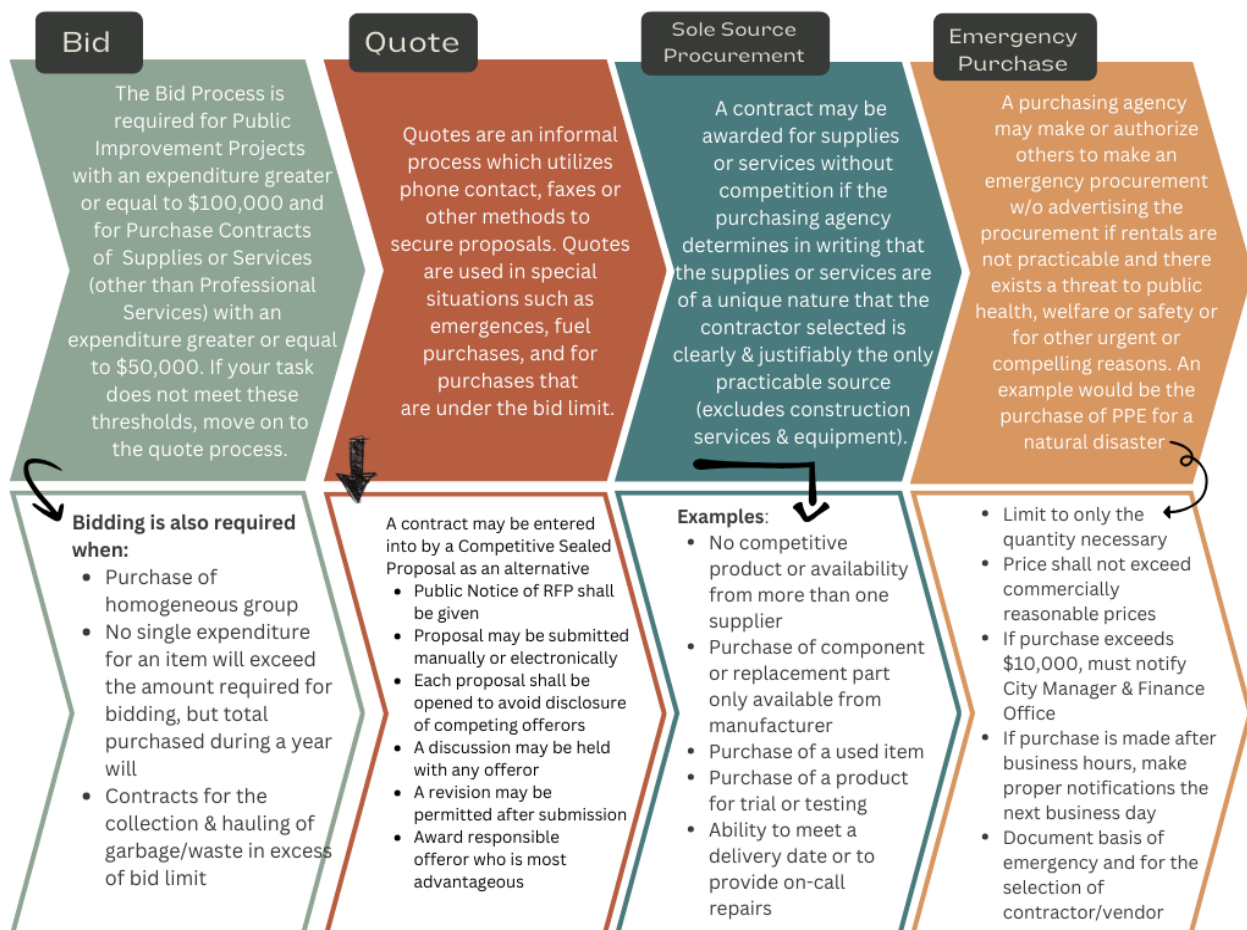 Bid
The Bid Process is
required for Public
Improvement Projects
with an expenditure greater
or equal to $100,000 and
for Purchase Contracts
of Supplies or Services
(other than Professional
Services) with an
expenditure greater or equal
to $50,000. If your task
does not meet these
thresholds, move on to
the quote process.
Bidding is also required
when:
• Purchase of
homogeneous group
• No single expenditure
for an item will exceed
the amount required for
bidding, but total
purchased during a year
will
• Contracts for the
collection & hauling of
garbage/waste in excess
of bid limit
Quote
Quotes are an informal
process which utilizes
phone contact, faxes or
other methods to
secure proposals. Quotes
are used in special
situations such as
emergences, fuel
purchases, and for
purchases that
are under the bid limit.
A contract may be entered
into by a Competitive Sealed
Proposal as an alternative
• Public Notice of RFP shall
be given
• Proposal may be submitted
manually or electronically
• Each proposal shall be
opened to avoid disclosure
of competing offerors
• A discussion may be held
with any offeror
• A revision may be
permitted after submission
• Award responsible
offeror who is most
advantageous
Sole Source
Procurement
A contract may be
awarded for supplies
or services without
competition if the
purchasing agency
determines in writing that
the supplies or services are
of a unique nature that the
contractor selected is
clearly & justifiably the only
practicable source
(excludes construction
services & equipment).
Examples:
• No competitive
product or availability
from more than one
supplier
• Purchase of component
or replacement part
only available from
manufacturer
• Purchase of a used item
• Purchase of a product
for trial or testing
• Ability to meet a
delivery date or to
provide on-call
repairs
Emergency
Purchase
A purchasing agency
may make or authorize
others to make an
emergency procurement
w/o advertising the
procurement if rentals are
not practicable and there
exists a threat to public
health, welfare or safety or
for other urgent or
compelling reasons. An
example would be the
purchase of PPE for a
natural disaster
• Limit to only the
quantity necessary
• Price shall not exceed
commercially
reasonable prices
• If purchase exceeds
$10,000, must notify
City Manager & Finance
Office
• If purchase is made after
business hours, make
proper notifications the
next business day
• Document basis of
emergency and for the
selection of
contractor/vendor